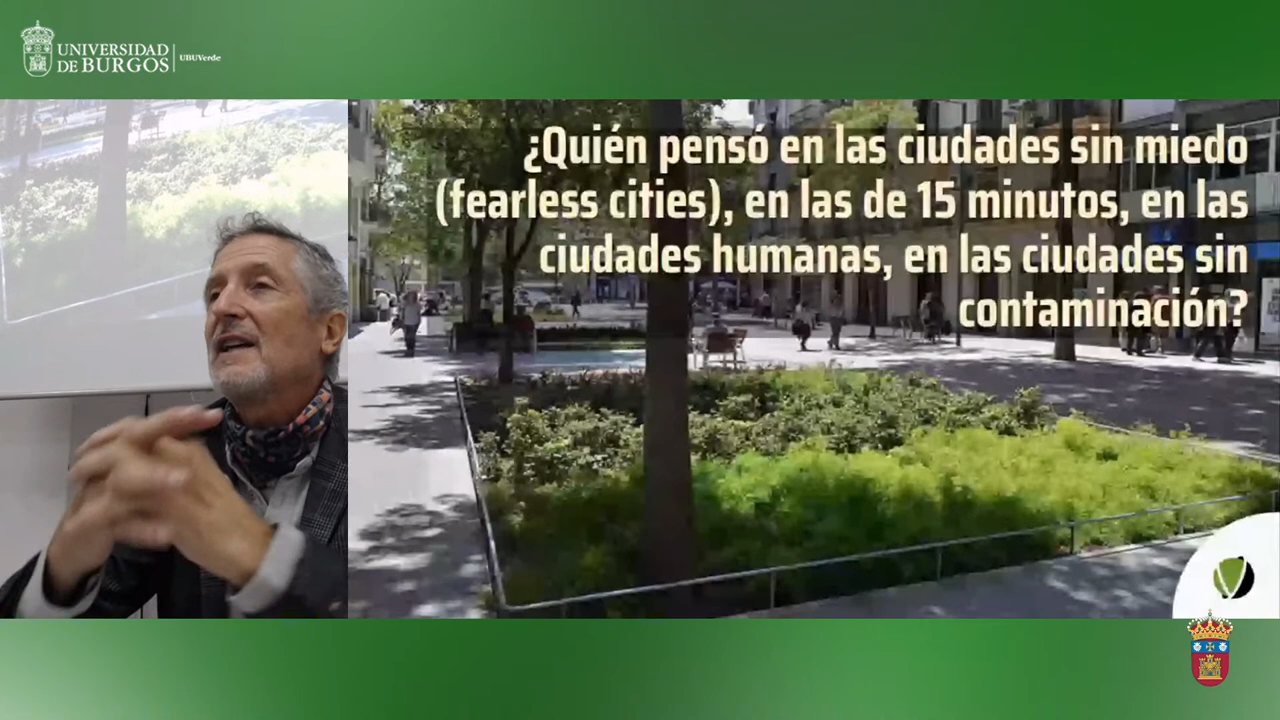 UNIVERSIDAD
DE BURGOS
UBUVerde
¿Quién pensó en las ciudades sin miedo
(fearless cities), en las de 15 minutos, en las
ciudades humanas, en las ciudades sin
contaminación?